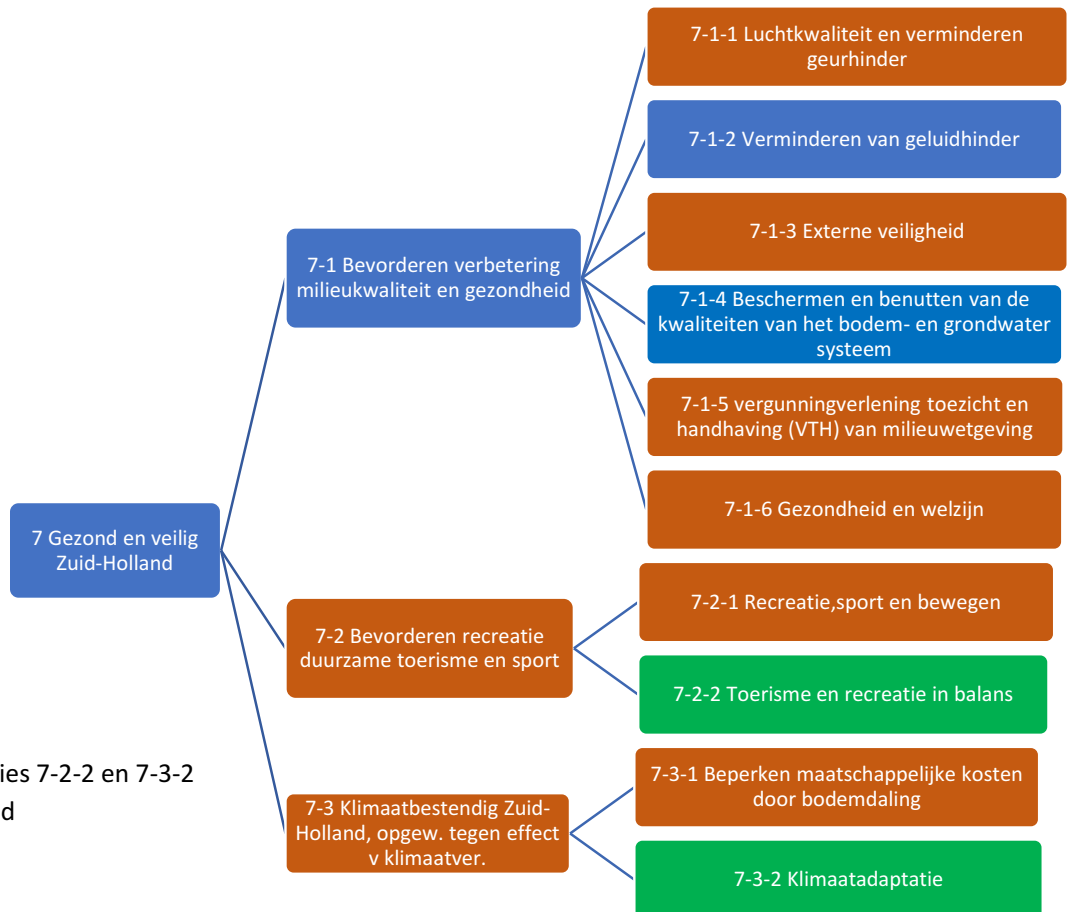 7-1-1 Luchtkwaliteit en verminderen
geurhinder
7-1-2 Verminderen van geluidhinder
7-1-3 Externe veiligheid
7-1 Bevorderen verbetering
milieukwaliteit en gezondheid
7-1-4 Beschermen en benutten van de
kwaliteiten van het bodem- en grondwater
systeem
7-1-5 vergunningverlening toezicht en
handhaving (VTH) van milieuwetgeving
7-1-6 Gezondheid en welzijn
7 Gezond en veilig
Zuid-Holland
7-2-1 Recreatie,sport en bewegen
7-2 Bevorderen recreatie
duurzame toerisme en sport
7-2-2 Toerisme en recreatie in balans
ies 7-2-2 en 7-3-2
d
7-3-1 Beperken maatschappelijke kosten
door bodemdaling
7-3 Klimaatbestendig Zuid-
Holland, opgew. tegen effect
v klimaatver.
7-3-2 Klimaatadaptatie